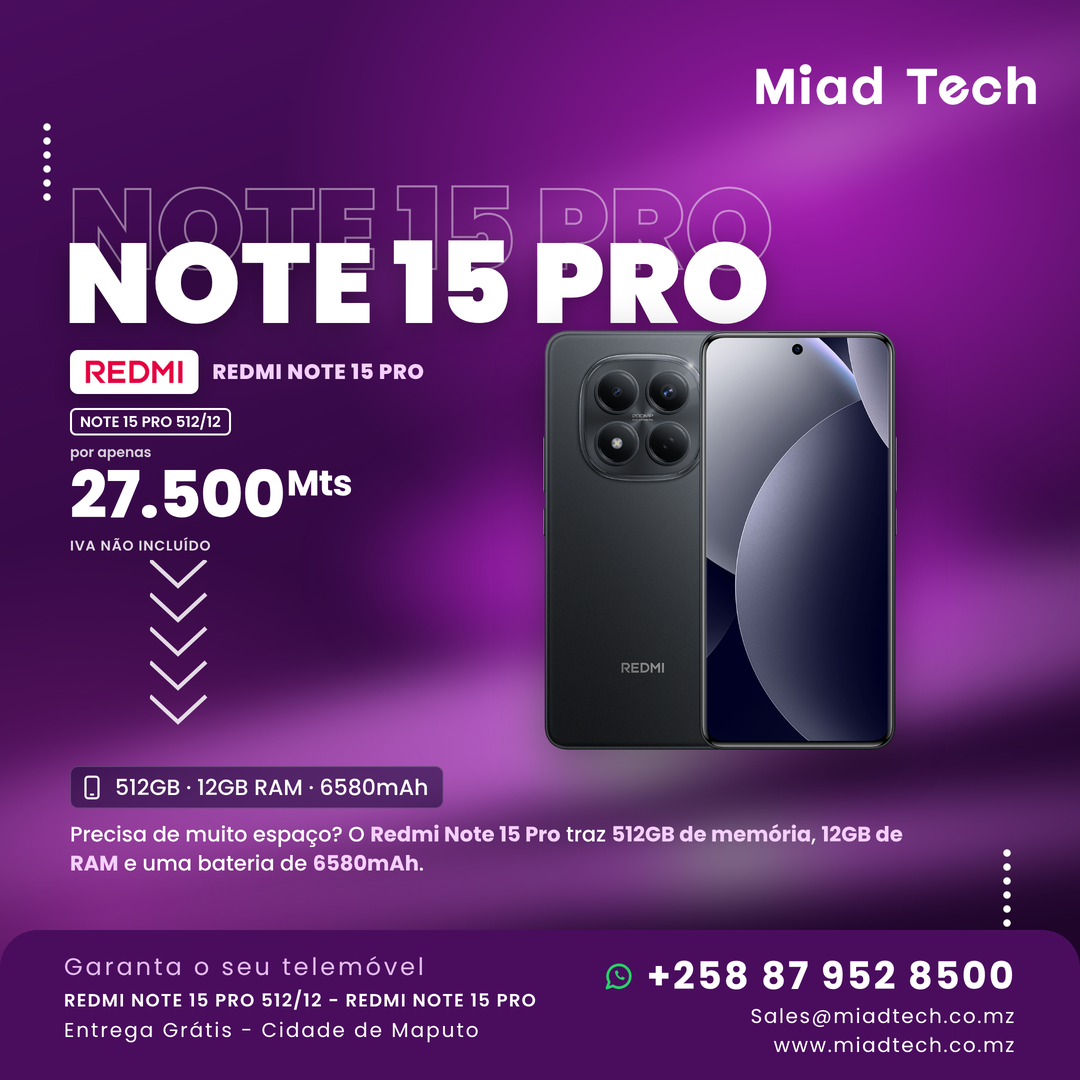 Miad Tech
NOTE 15 PRO
NOTE 15 PRO
REDMI REDMI NOTE 15 PRO
NOTE 15 PRO 512/12
por apenas
27.500Mts
IVA NÃO INCLUÍDO
200MP
REDMI
512GB · 12GB RAM · 6580mAh
Precisa de muito espaço? O Redmi Note 15 Pro traz 512GB de memória, 12GB de
RAM e uma bateria de 6580mAh.
Garanta o seu telemóvel
REDMI NOTE 15 PRO 512/12 - REDMI NOTE 15 PRO
Entrega Grátis - Cidade de Maputo
+258 87 952 8500
Sales@miadtech.co.mz
www.miadtech.co.mz